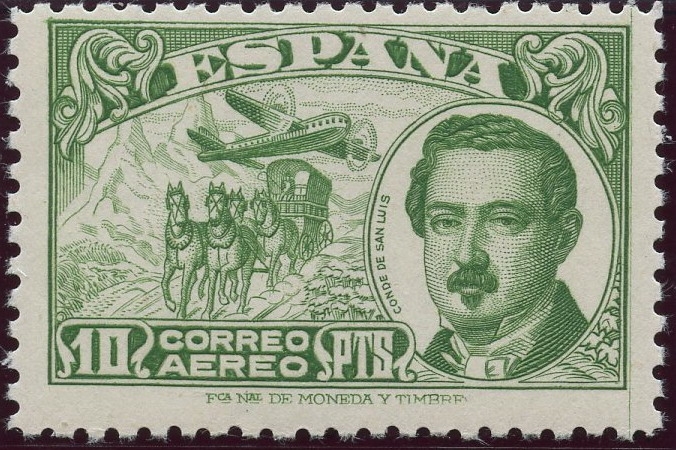 ESPAÑA
CONDE DE SAN LUIS
10 CORREO AEREO PTS
FCA NAL DE MONEDA Y TIMBRE